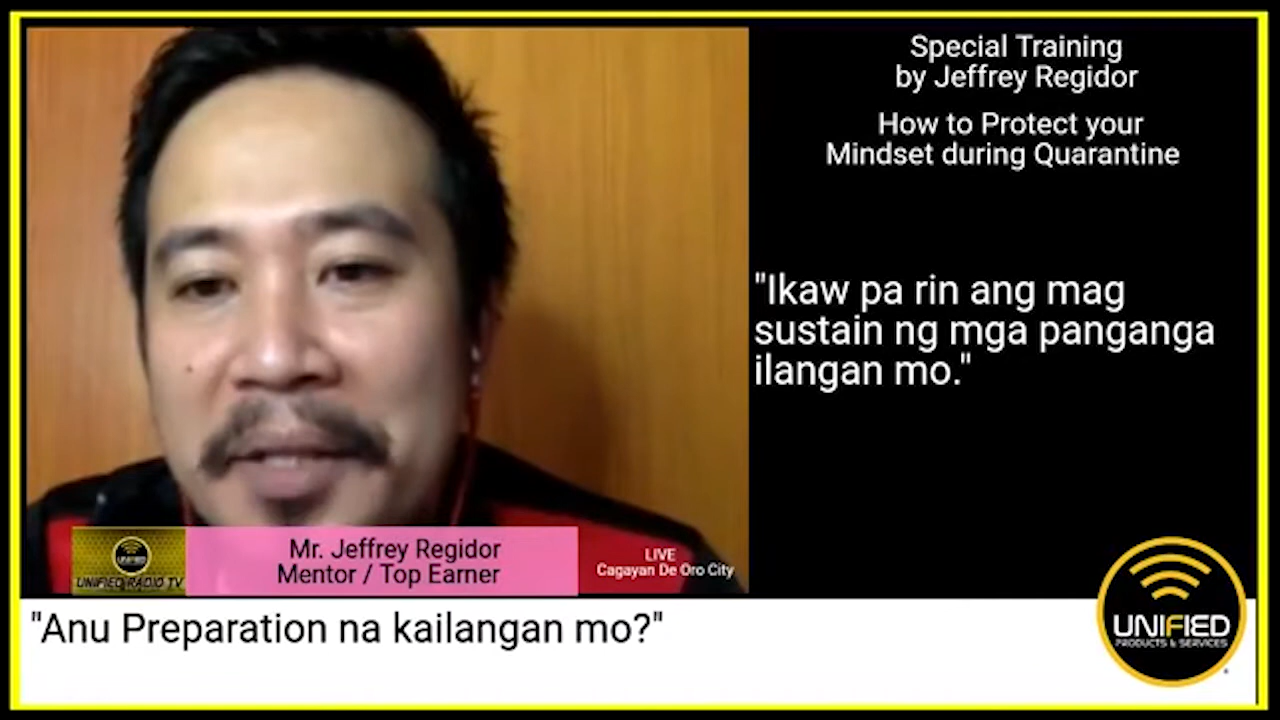 Special Training
by Jeffrey Regidor
How to Protect your
Mindset during Quarantine
"Ikaw pa rin ang mag
sustain ng mga panganga
ilangan mo."
UNIFIED
UNIFIED RADIO TV
Mr. Jeffrey Regidor
Mentor / Top Earner
LIVE
Cagayan De Oro City
"Anu Preparation na kailangan mo?"
UNIFIED
PRODUCTS & SERVICES